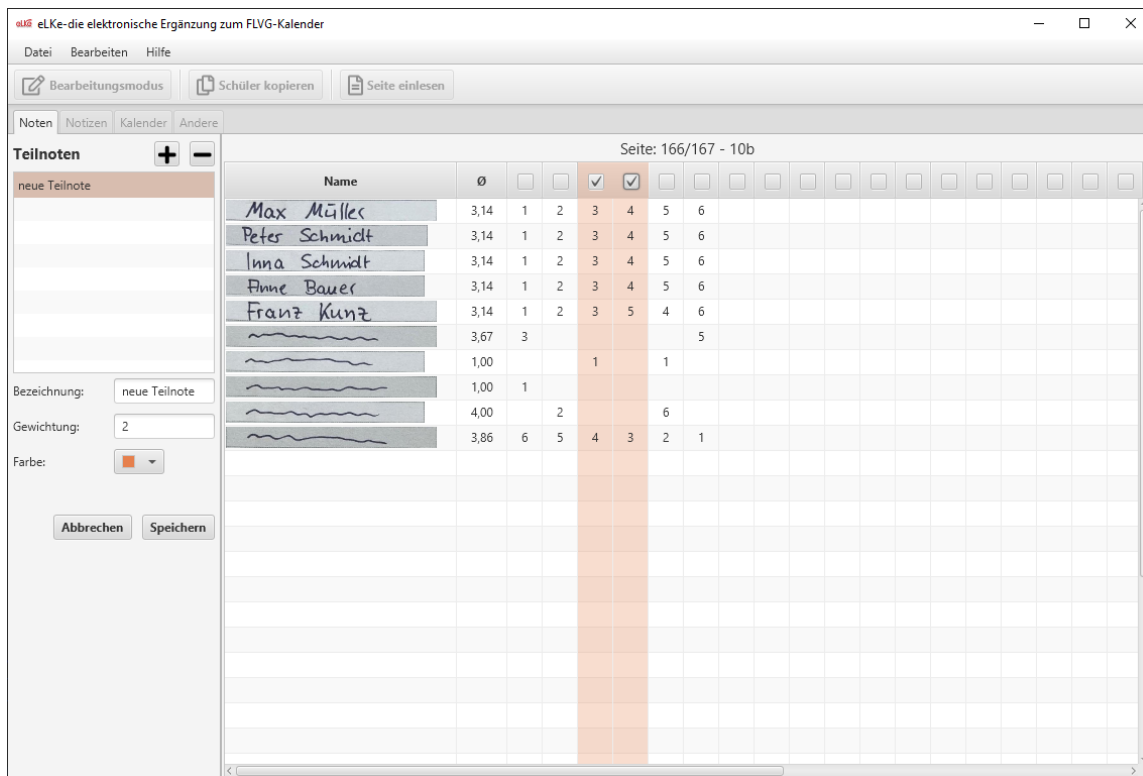 eLKe eLKe-die elektronische Ergänzung zum FLVG-Kalender
Datei Bearbeiten Hilfe
Bearbeitungsmodus Schüler kopieren Seite einlesen
Noten Notizen Kalender Andere
Teilnoten
neue Teilnote
Bezeichnung: neue Teilnote
Gewichtung: 2
Farbe:
Abbrechen Speichern
Seite: 166/167 - 10b
Name Ø
Max Müller 3,14 1 2 3 4 5 6
Peter Schmidt 3,14 1 2 3 4 5 6
Inna Schmidt 3,14 1 2 3 4 5 6
Anne Bauer 3,14 1 2 3 4 5 6
Franz Kunz 3,14 1 2 3 5 4 6
3,67 3 5
1,00 1 1
1,00 1
4,00 2 6
3,86 6 5 4 3 2 1